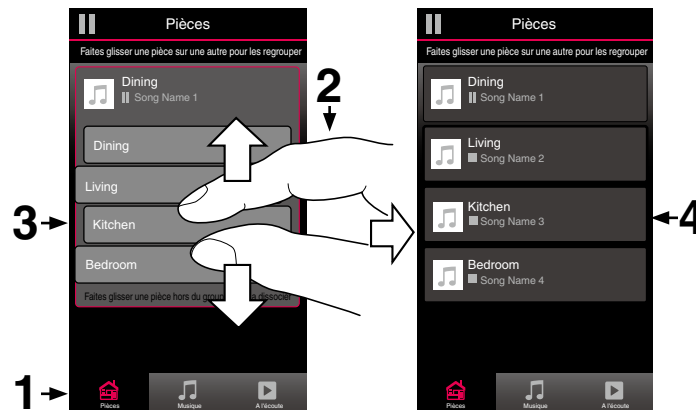 Pièces
Faites glisser une pièce sur une autre pour les regrouper
Dining
Song Name 1
Dining
Living
Kitchen
Bedroom
Faites glisser une pièce hors du group dissocier
Pièces
Musique
A l'écoute
1
2
3
Pièces
Faites glisser une pièce sur une autre pour les regrouper
Dining
Song Name 1
Living
Song Name 2
Kitchen
Song Name 3
Bedroom
Song Name 4
Pièces
Musique
A l'écoute
4